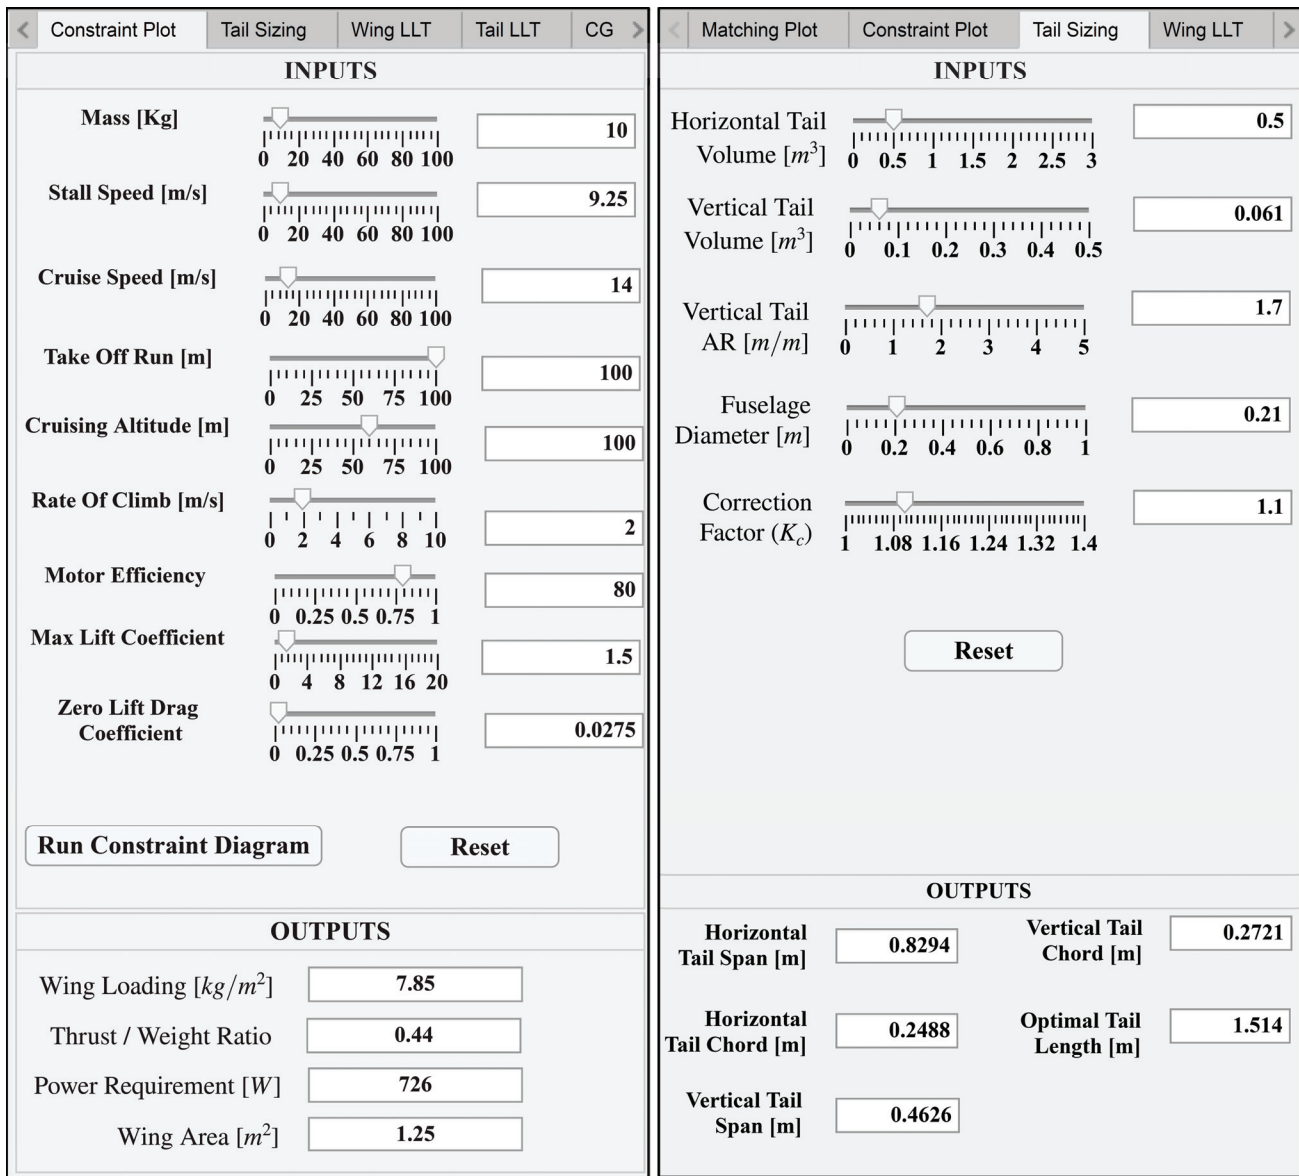 Constraint Plot Tail Sizing Wing LLT Tail LLT CG
INPUTS
Mass [Kg]
10
0 20 40 60 80 100
Stall Speed [m/s]
9.25
0 20 40 60 80 100
Cruise Speed [m/s]
14
0 20 40 60 80 100
Take Off Run [m]
100
0 25 50 75 100
Cruising Altitude [m]
100
0 25 50 75 100
Rate Of Climb [m/s]
2
0 2 4 6 8 10
Motor Efficiency
80
0 0.25 0.5 0.75 1
Max Lift Coefficient
1.5
0 4 8 12 16 20
Zero Lift Drag
Coefficient
0.0275
0 0.25 0.5 0.75 1
Run Constraint Diagram Reset
OUTPUTS
Wing Loading [kg/m²] 7.85
Thrust / Weight Ratio 0.44
Power Requirement [W] 726
Wing Area [m²] 1.25
Matching Plot Constraint Plot Tail Sizing Wing LLT
INPUTS
Horizontal Tail
Volume [m³]
0.5
0 0.5 1 1.5 2 2.5 3
Vertical Tail
Volume [m³]
0.061
0 0.1 0.2 0.3 0.4 0.5
Vertical Tail
AR [m/m]
1.7
0 1 2 3 4 5
Fuselage
Diameter [m]
0.21
0 0.2 0.4 0.6 0.8 1
Correction
Factor (K_c)
1.1
1 1.08 1.16 1.24 1.32 1.4
Reset
OUTPUTS
Horizontal
Tail Span [m]
0.8294
Vertical Tail
Chord [m]
0.2721
Horizontal
Tail Chord [m]
0.2488
Optimal Tail
Length [m]
1.514
Vertical Tail
Span [m]
0.4626